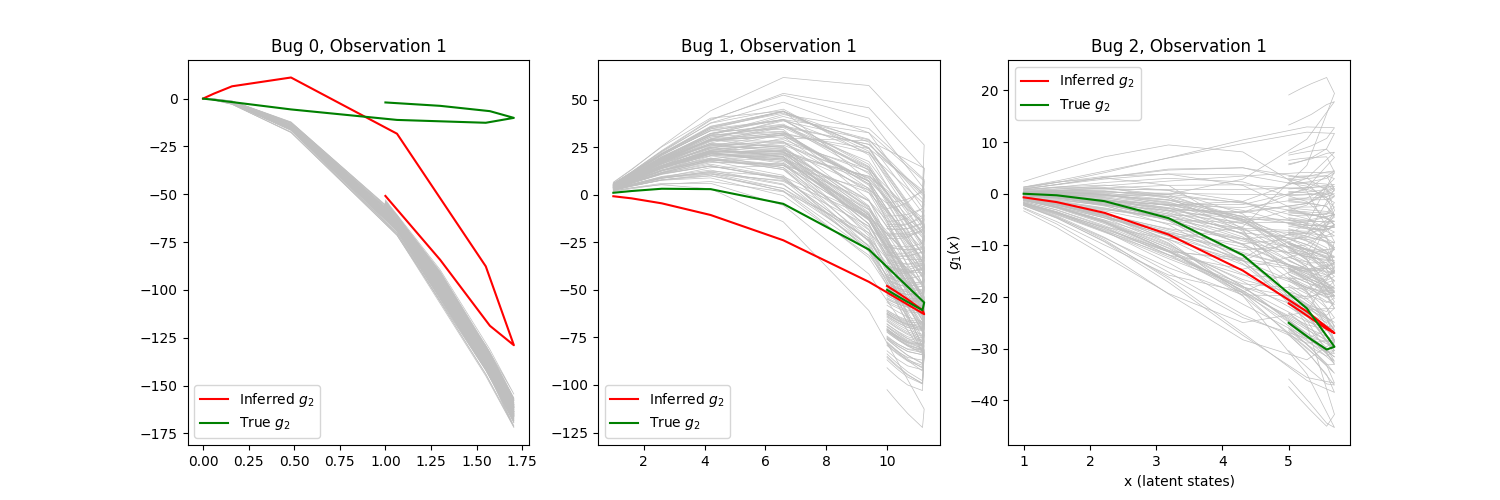 Bug 0, Observation 1
0
−25
−50
−75
−100
−125
−150
−175
0.00 0.25 0.50 0.75 1.00 1.25 1.50 1.75
Inferred g₂
True g₂
Bug 1, Observation 1
50
25
0
−25
−50
−75
−100
−125
2 4 6 8 10
Inferred g₂
True g₂
Bug 2, Observation 1
Inferred g₂
True g₂
20
10
0
−10
−20
−30
−40
g₁(x)
1 2 3 4 5
x (latent states)